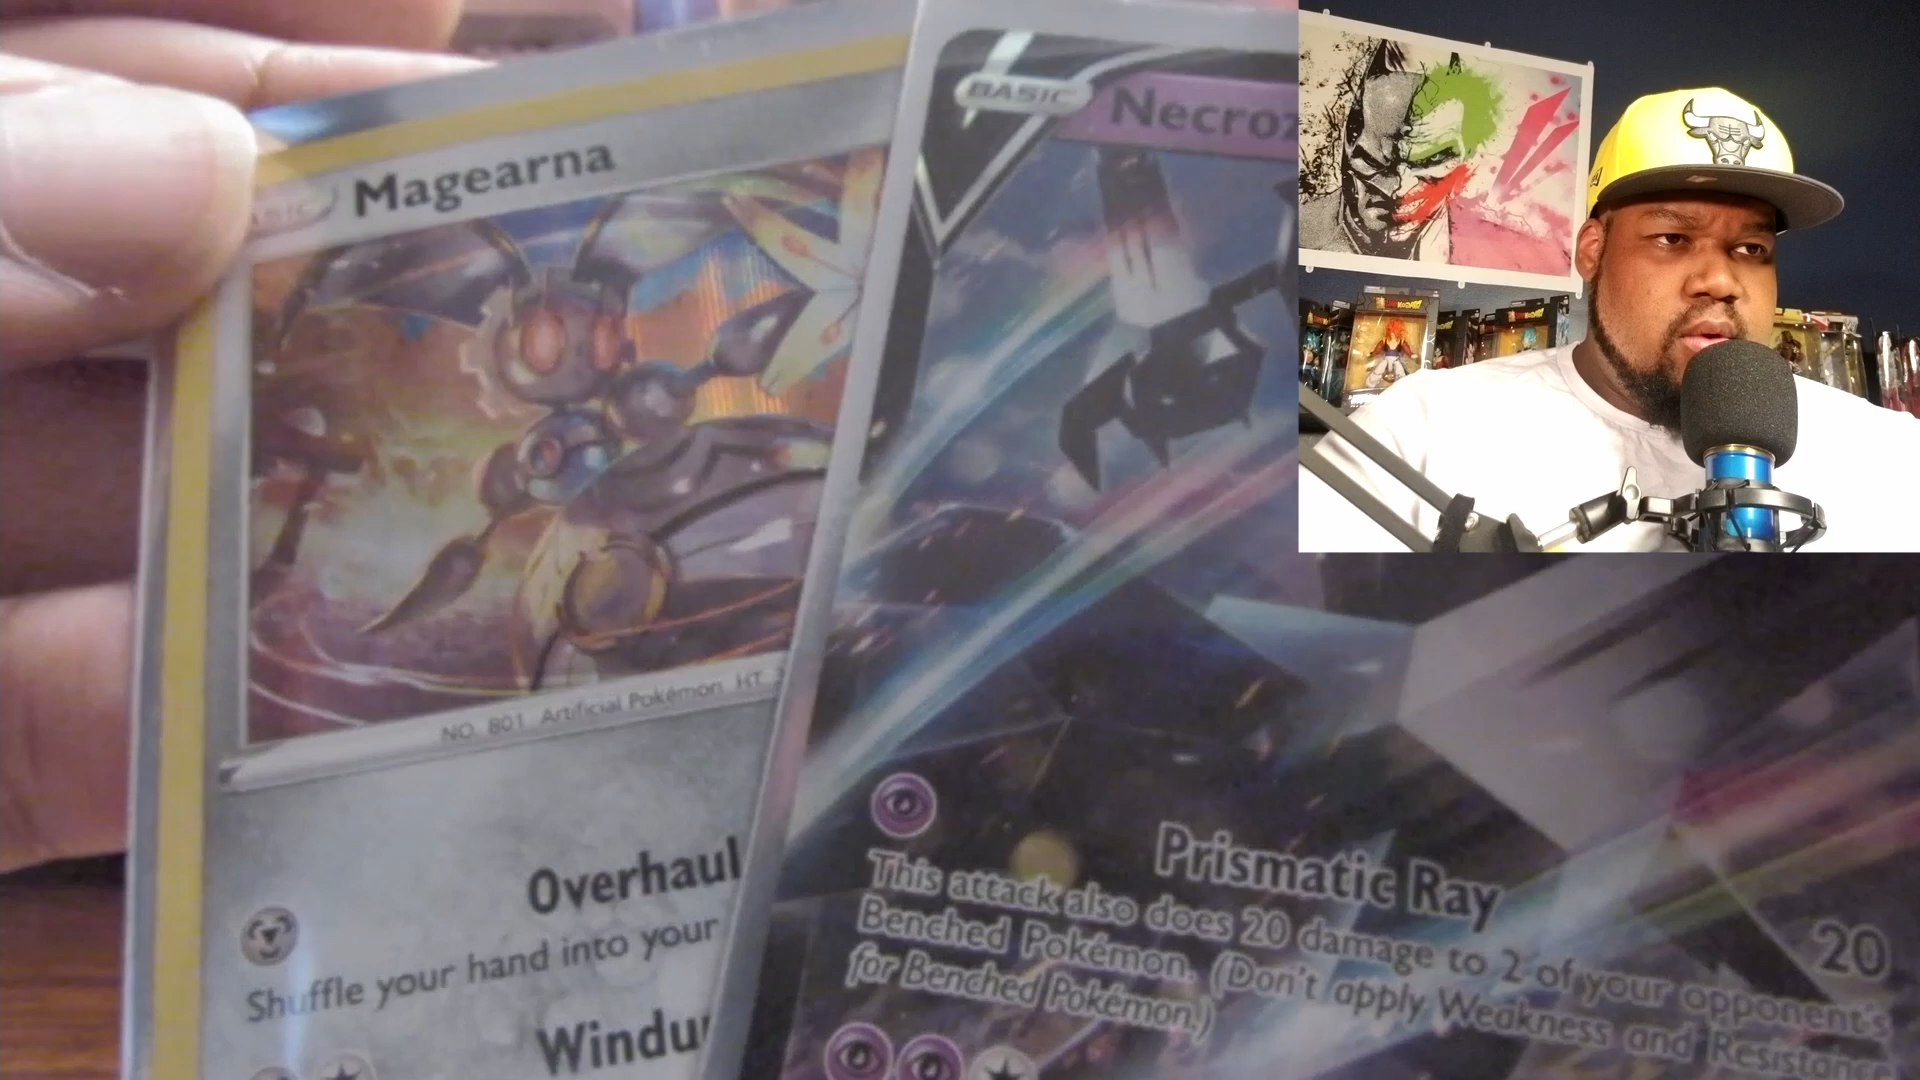 BASIC
Magearna
NO. 801 Artificial Pokémon HT
Overhaul
Shuffle your hand into your
Windu
BASIC
Necroz
Prismatic Ray
20
This attack also does 20 damage to 2 of your opponent's
Benched Pokémon. (Don't apply Weakness and Resistance
for Benched Pokémon.)